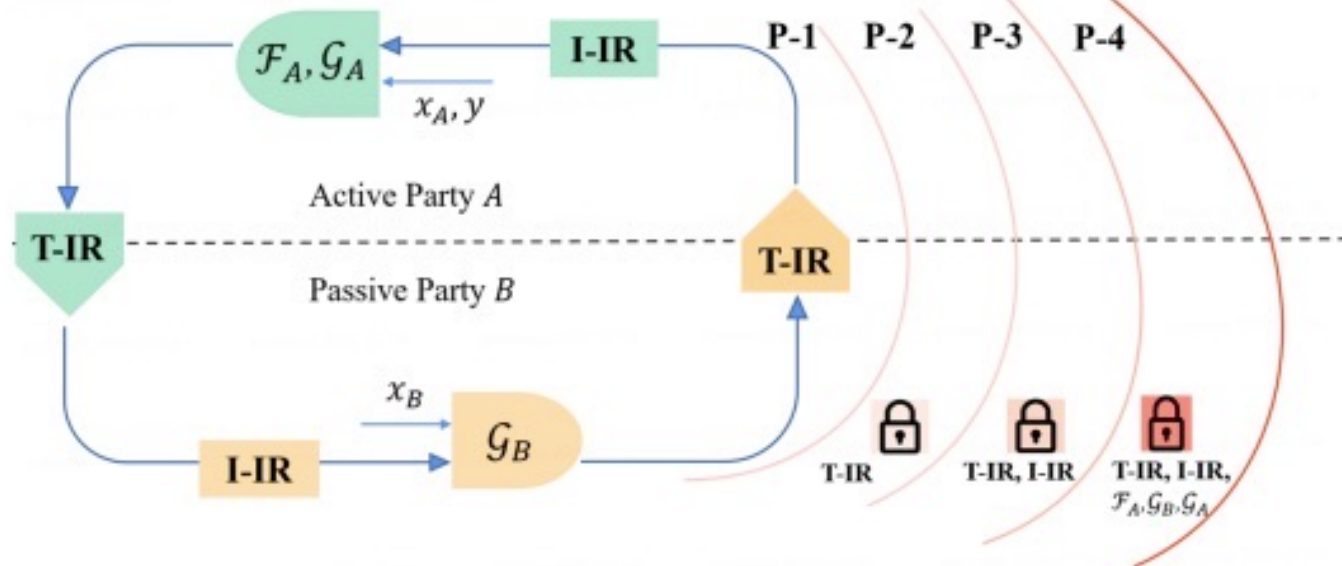 P-1 P-2 P-3 P-4
ℱ_A, 𝒢_A
I-IR
x_A, y
Active Party A
T-IR
T-IR
Passive Party B
x_B
𝒢_B
I-IR
T-IR
T-IR, I-IR
T-IR, I-IR,
ℱ_A,𝒢_B,𝒢_A